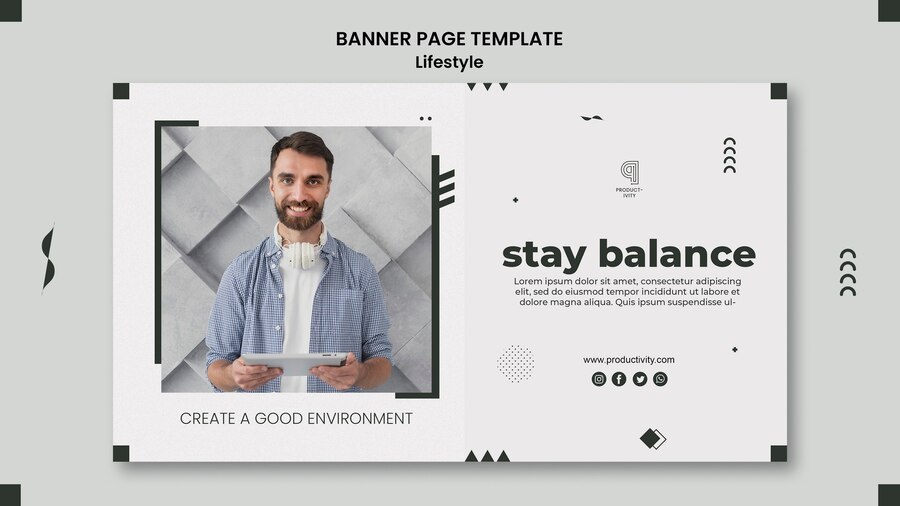 BANNER PAGE TEMPLATE
Lifestyle
CREATE A GOOD ENVIRONMENT
PRODUCT-
IVITY
stay balance
Lorem ipsum dolor sit amet, consectetur adipiscing
elit, sed do eiusmod tempor incididunt ut labore et
dolore magna aliqua. Quis ipsum suspendisse ul-
www.productivity.com